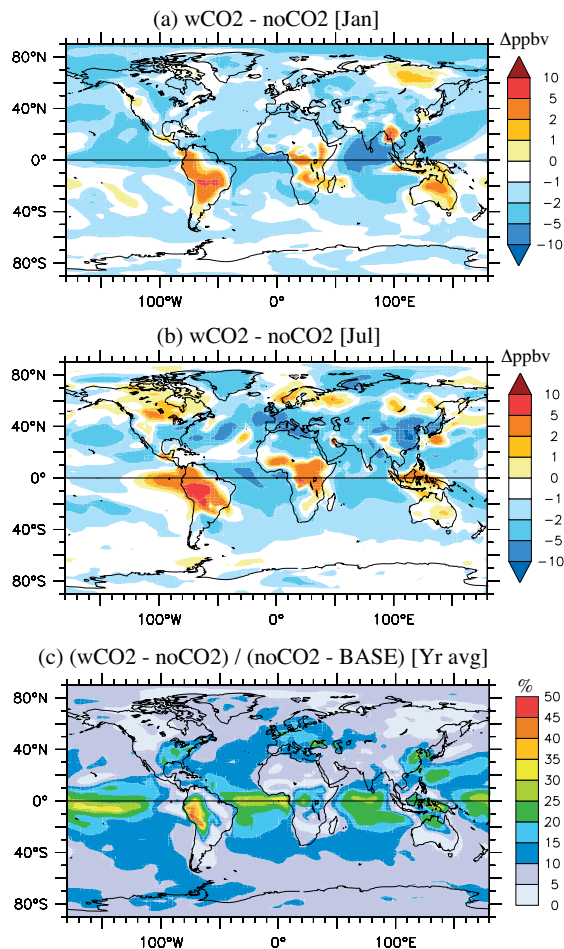 (a) wCO2 - noCO2 [Jan]
Δppbv
80°N
40°N
0°
40°S
80°S
100°W 0° 100°E
10
5
2
1
0
−1
−2
−5
−10
(b) wCO2 - noCO2 [Jul]
Δppbv
80°N
40°N
0°
40°S
80°S
100°W 0° 100°E
10
5
2
1
0
−1
−2
−5
−10
(c) (wCO2 - noCO2) / (noCO2 - BASE) [Yr avg]
%
80°N
40°N
0°
40°S
80°S
100°W 0° 100°E
50
45
40
35
30
25
20
15
10
5
0